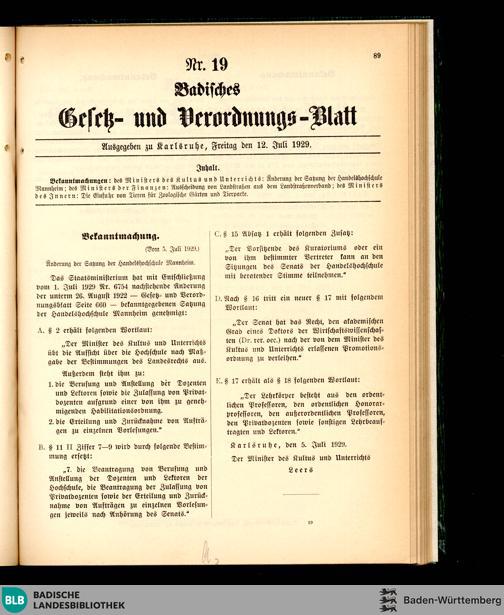 89
Nr. 19
Badisches
Gesetz- und Verordnungs-Blatt
Ausgegeben zu Karlsruhe, Freitag den 12. Juli 1929.
Inhalt.
Bekanntmachungen: des Ministers des Kultus und Unterrichts: Änderung der Satzung der Handelshochschule
Mannheim; des Ministers der Finanzen: Ausscheidung von Landstraßen aus dem Landstraßenverband; des Ministers
des Innern: Die Einfuhr von Tieren für Zoologische Gärten und Tierparke.
Bekanntmachung.
(Vom 5. Juli 1929.)
Änderung der Satzung der Handelshochschule Mannheim.
Das Staatsministerium hat mit Entschließung
vom 1. Juli 1929 Nr. 6754 nachstehende Änderung
der unterm 26. August 1922 — Gesetz- und Verord-
nungsblatt Seite 660 — bekanntgegebenen Satzung
der Handelshochschule Mannheim genehmigt:
A. § 2 erhält folgenden Wortlaut:
„Der Minister des Kultus und Unterrichts
übt die Aufsicht über die Hochschule nach Maß-
gabe der Bestimmungen des Landesrechts aus.
Außerdem steht ihm zu:
1. die Berufung und Anstellung der Dozenten
und Lektoren sowie die Zulassung von Privat-
dozenten aufgrund einer von ihm zu geneh-
migenden Habilitationsordnung.
2. die Erteilung und Zurücknahme von Aufträ-
gen zu einzelnen Vorlesungen.“
B. § 11 II Ziffer 7—9 wird durch folgende Bestim-
mung ersetzt:
„7. die Beantragung von Berufung und
Anstellung der Dozenten und Lektoren der
Hochschule, die Beantragung der Zulassung von
Privatdozenten sowie der Erteilung und Zurück-
nahme von Aufträgen zu einzelnen Vorlesun-
gen jeweils nach Anhörung des Senats.“
C. § 15 Absatz 1 erhält folgenden Zusatz:
„Der Vorsitzende des Kuratoriums oder ein
von ihm bestimmter Vertreter kann an den
Sitzungen des Senats der Handelshochschule
mit beratender Stimme teilnehmen.“
D. Nach § 16 tritt ein neuer § 17 mit folgendem
Wortlaut:
„Der Senat hat das Recht, den akademischen
Grad eines Doktors der Wirtschaftswissenschaf-
ten (Dr. rer. oec.) nach der von dem Minister des
Kultus und Unterrichts erlassenen Promotions-
ordnung zu verleihen.“
E. § 17 erhält als § 18 folgenden Wortlaut:
„Der Lehrkörper besteht aus den ordent-
lichen Professoren, den ordentlichen Honorar-
professoren, den außerordentlichen Professoren,
den Privatdozenten sowie sonstigen Lehrbeauf-
tragten und Lektoren.“
Karlsruhe, den 5. Juli 1929.
Der Minister des Kultus und Unterrichts
Leers
19
BLB BADISCHE
LANDESBIBLIOTHEK
Baden-Württemberg